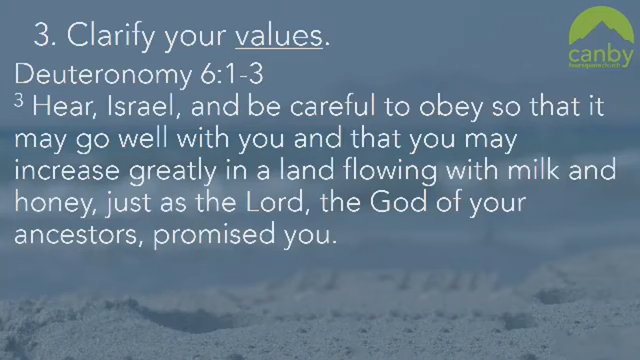 3. Clarify your values.
canby
foursquare church
Deuteronomy 6:1-3
3 Hear, Israel, and be careful to obey so that it
may go well with you and that you may
increase greatly in a land flowing with milk and
honey, just as the Lord, the God of your
ancestors, promised you.